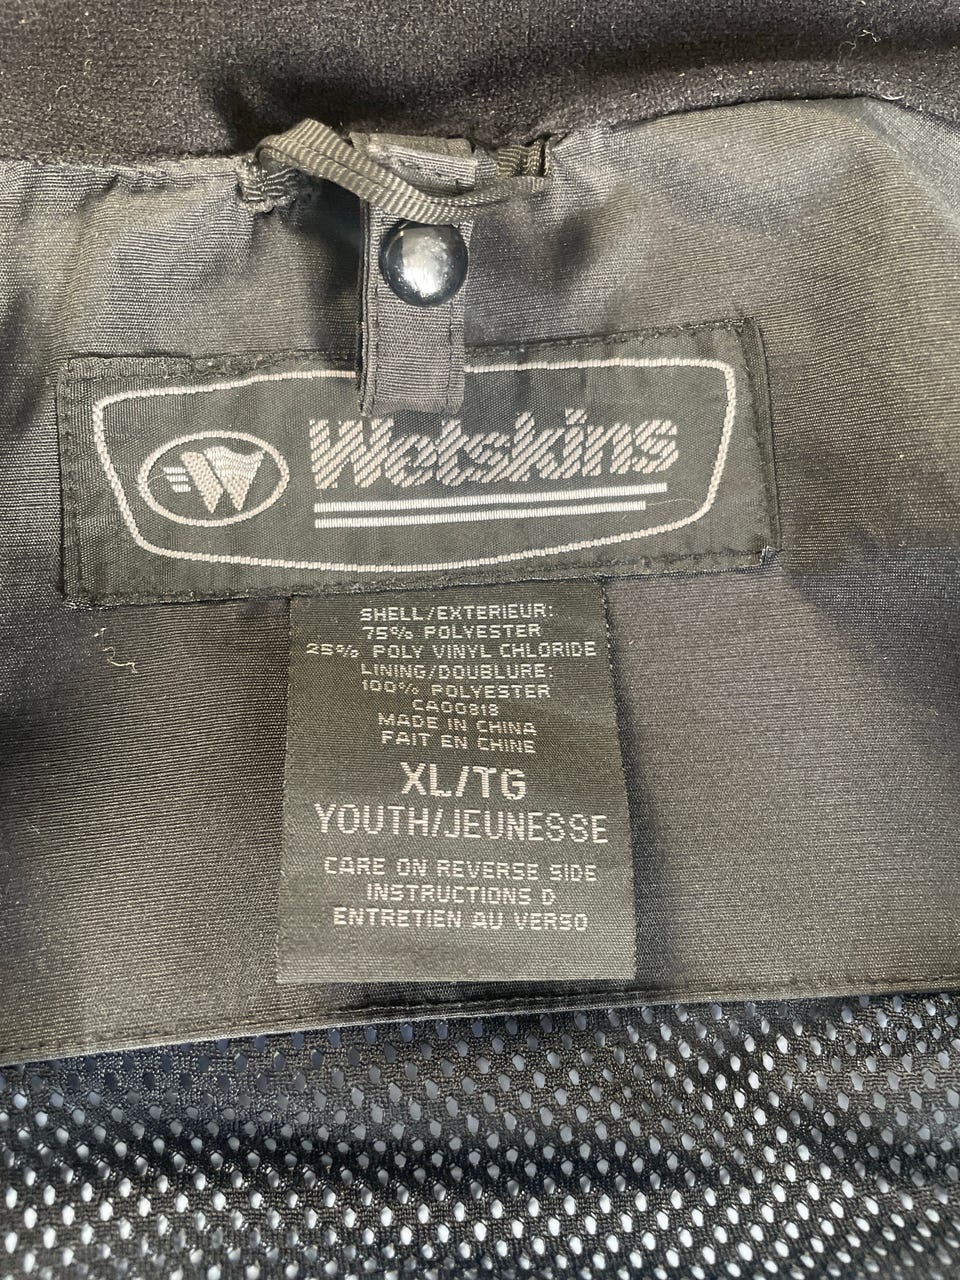 W
Wetskins
SHELL/EXTERIEUR:
75% POLYESTER
25% POLY VINYL CHLORIDE
LINING/DOUBLURE:
100% POLYESTER
CA00818
MADE IN CHINA
FAIT EN CHINE
XL/TG
YOUTH/JEUNESSE
CARE ON REVERSE SIDE
INSTRUCTIONS D
ENTRETIEN AU VERSO